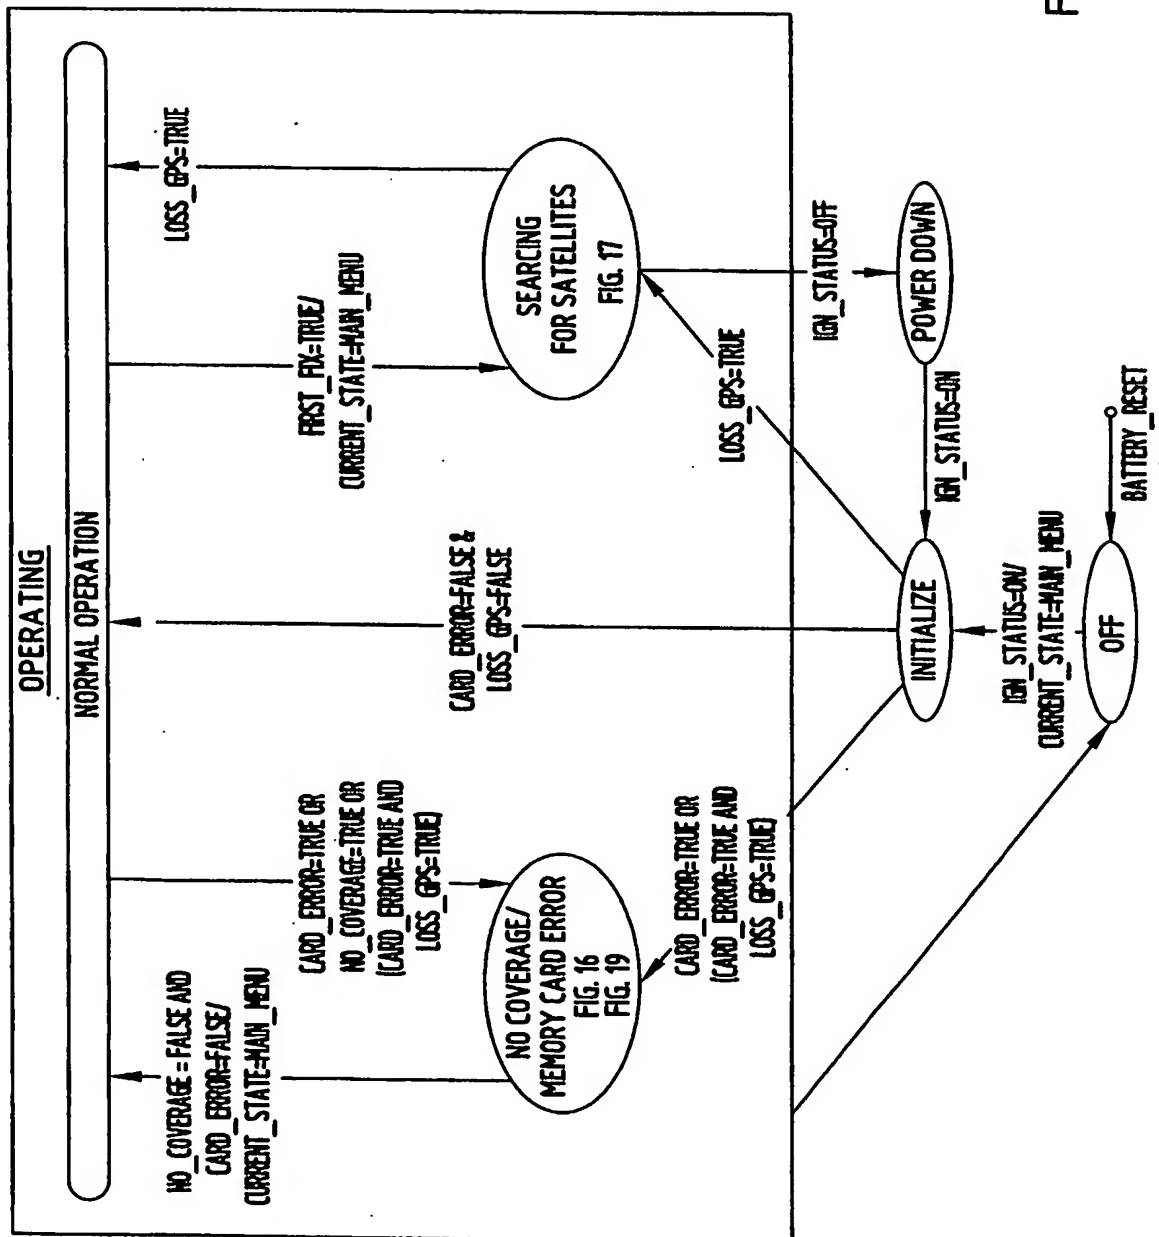 OPERATING
NORMAL OPERATION
NO_COVERAGE = FALSE AND
CARD_ERROR=FALSE/
CURRENT_STATE=MAIN_MENU
CARD_ERROR=TRUE OR
NO_COVERAGE=TRUE OR
(CARD_ERROR=TRUE AND
LOSS_GPS=TRUE)
CARD_ERROR=FALSE &
LOSS_GPS=FALSE
FIRST_FIX=TRUE/
CURRENT_STATE=MAIN_MENU
LOSS_GPS=TRUE
NO COVERAGE/
MEMORY CARD ERROR
FIG. 16
FIG. 19
SEARCING
FOR SATELLITES
FIG. 17
CARD_ERROR=TRUE OR
(CARD_ERROR=TRUE AND
LOSS_GPS=TRUE)
LOSS_GPS=TRUE
IGN_STATUS=OFF
INITIALIZE
IGN_STATUS=ON
POWER DOWN
IGN_STATUS=ON/
CURRENT_STATE=MAIN_MENU
OFF
BATTERY_RESET